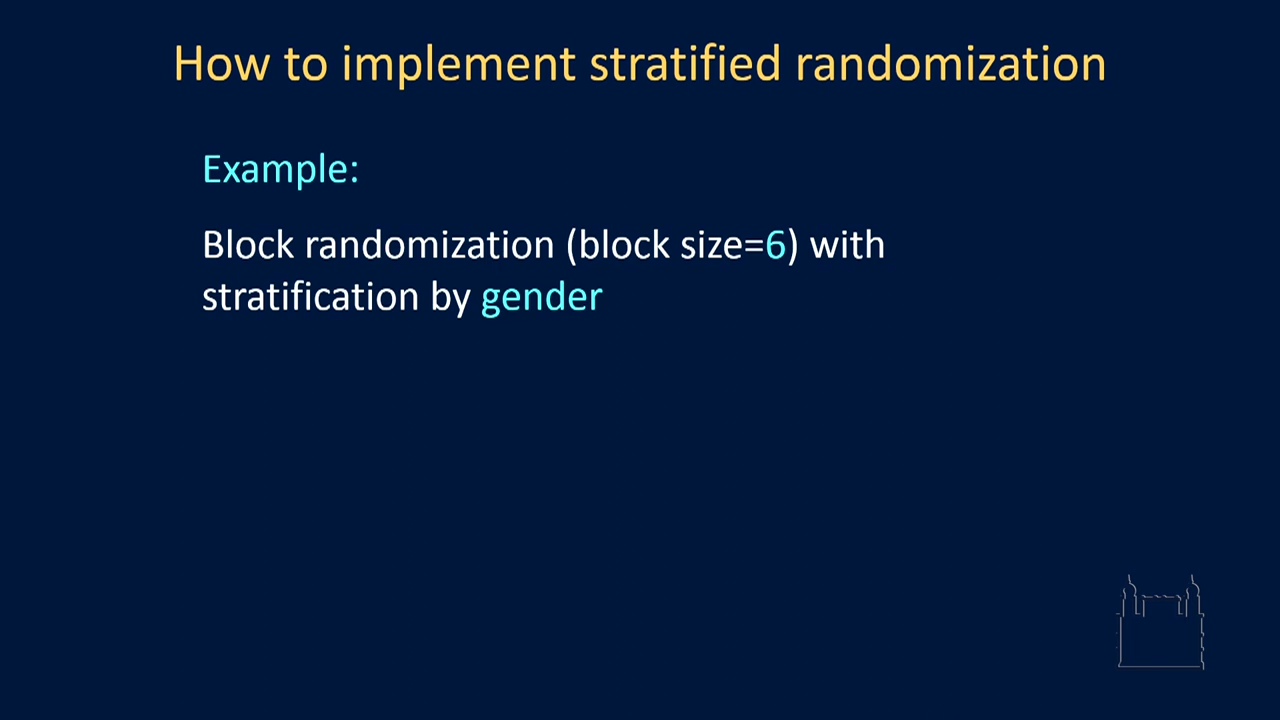 How to implement stratified randomization
Example:
Block randomization (block size=6) with
stratification by gender